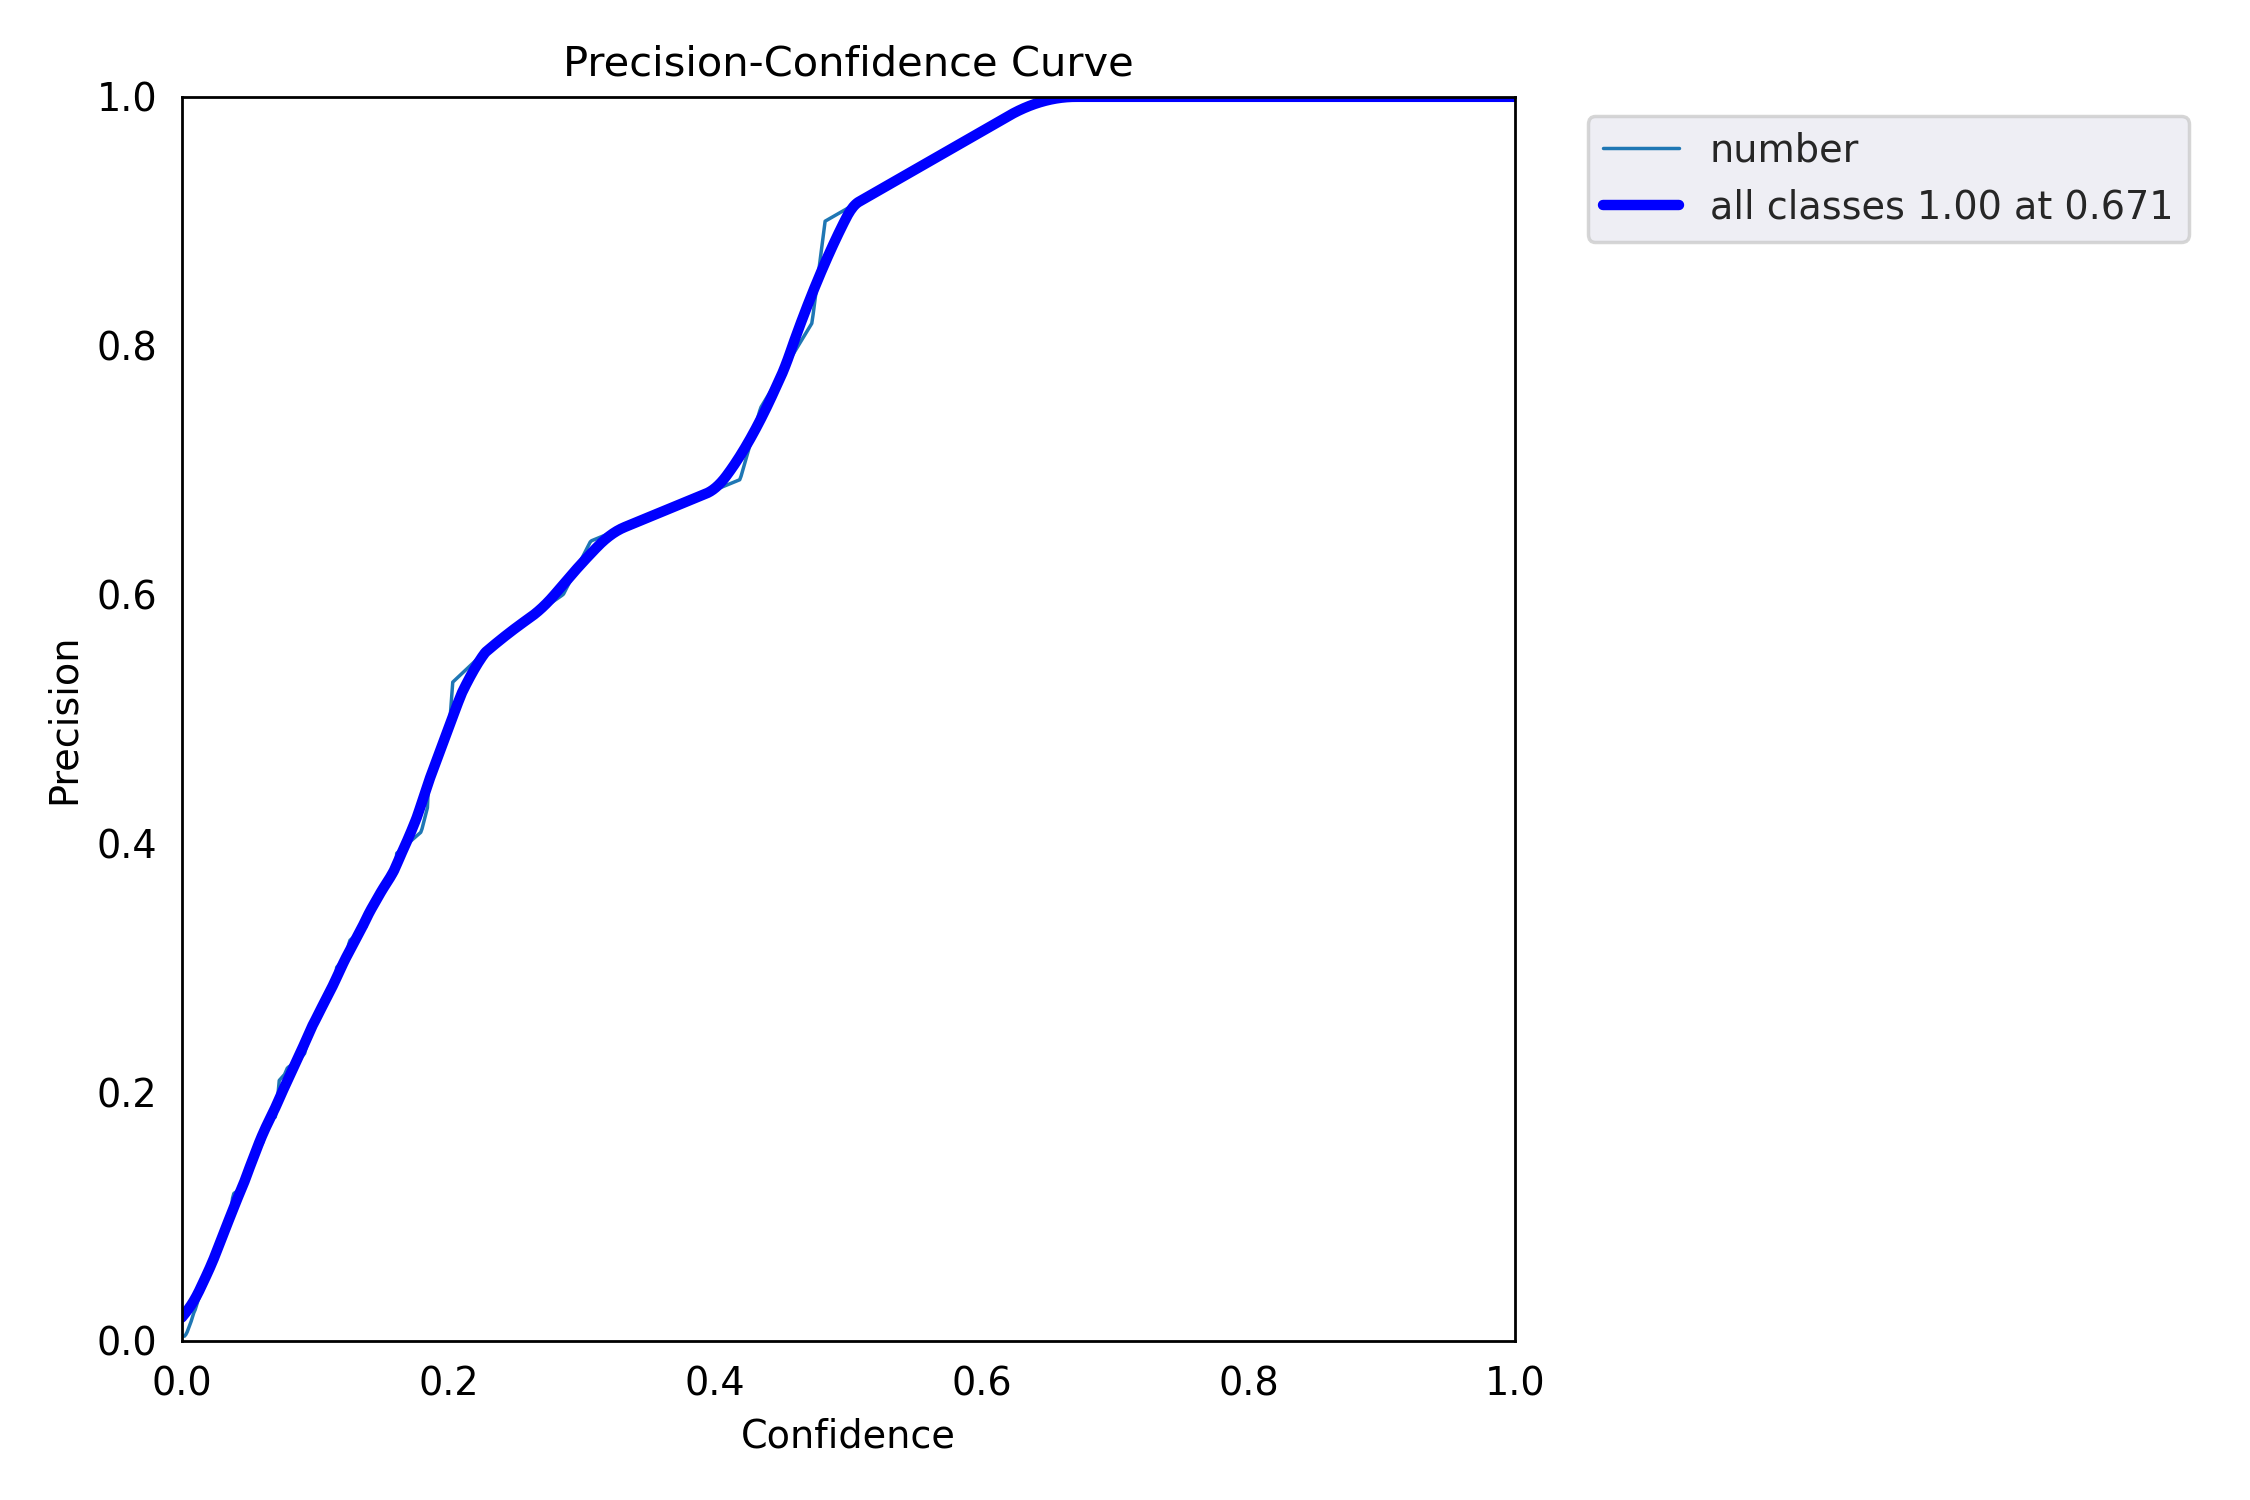 Precision-Confidence Curve
1.0
0.8
0.6
0.4
0.2
0.0
Precision
0.0 0.2 0.4 0.6 0.8 1.0
Confidence
number
all classes 1.00 at 0.671